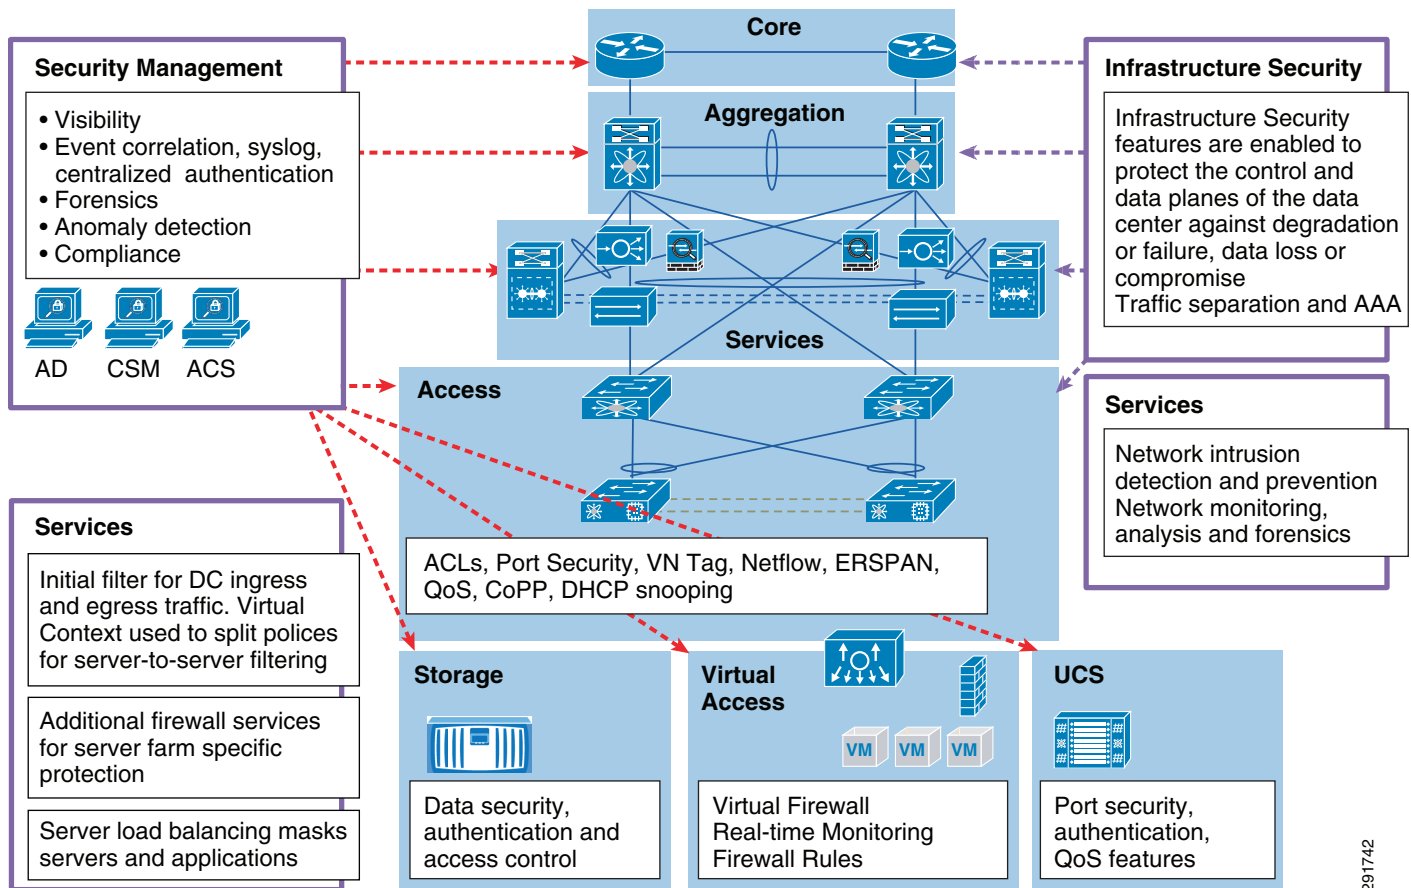 Core
Security Management
• Visibility
• Event correlation, syslog,
centralized authentication
• Forensics
• Anomaly detection
• Compliance
AD
CSM
ACS
Aggregation
Infrastructure Security
Infrastructure Security
features are enabled to
protect the control and
data planes of the data
center against degradation
or failure, data loss or
compromise
Traffic separation and AAA
Services
Access
ACLs, Port Security, VN Tag, Netflow, ERSPAN,
QoS, CoPP, DHCP snooping
Services
Network intrusion
detection and prevention
Network monitoring,
analysis and forensics
Services
Initial filter for DC ingress
and egress traffic. Virtual
Context used to split polices
for server-to-server filtering
Additional firewall services
for server farm specific
protection
Server load balancing masks
servers and applications
Storage
Data security,
authentication and
access control
Virtual
Access
VM
VM
VM
Virtual Firewall
Real-time Monitoring
Firewall Rules
UCS
Port security,
authentication,
QoS features
291742